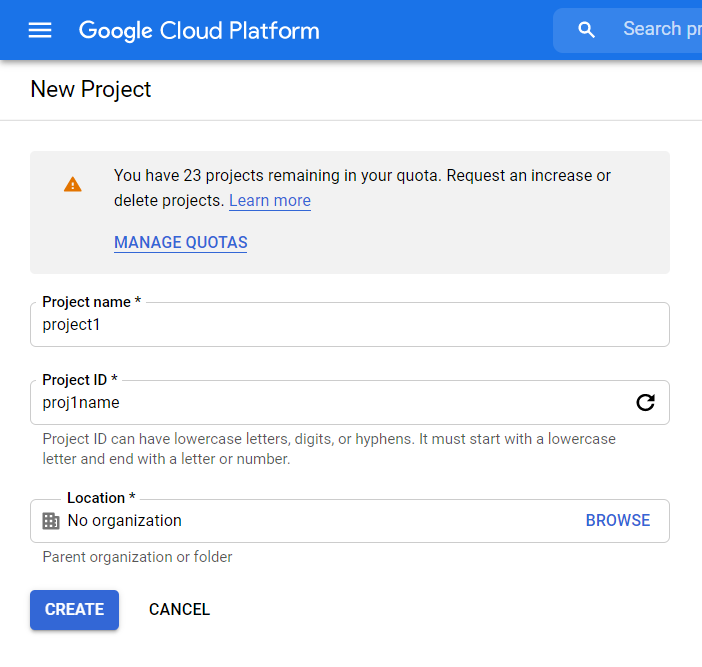 Google Cloud Platform
Search pr
New Project
You have 23 projects remaining in your quota. Request an increase or
delete projects. Learn more
MANAGE QUOTAS
Project name *
project1
Project ID *
proj1name
Project ID can have lowercase letters, digits, or hyphens. It must start with a lowercase
letter and end with a letter or number.
Location *
No organization
BROWSE
Parent organization or folder
CREATE
CANCEL